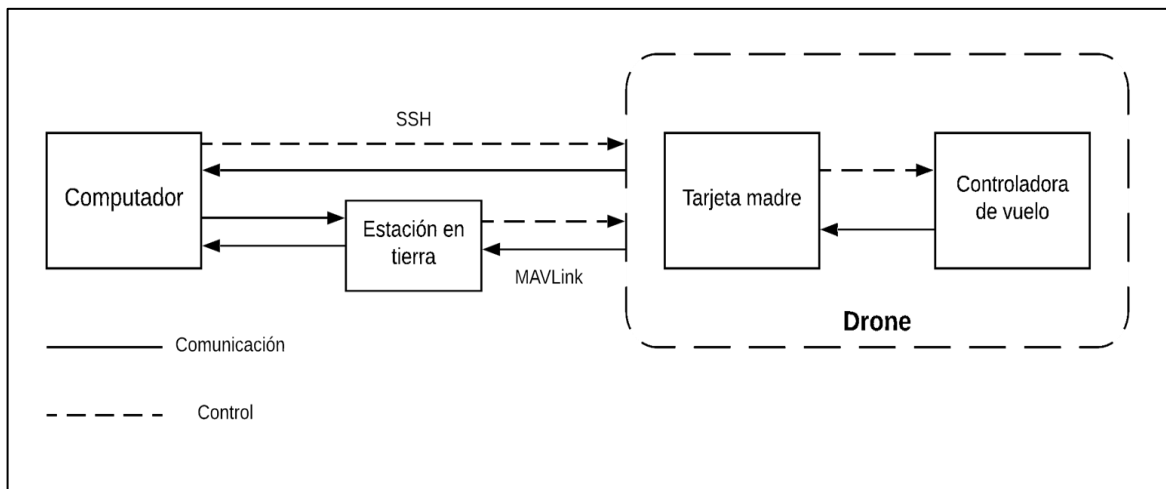 SSH
Computador
Estación en
tierra
MAVLink
Tarjeta madre
Controladora
de vuelo
Drone
Comunicación
Control